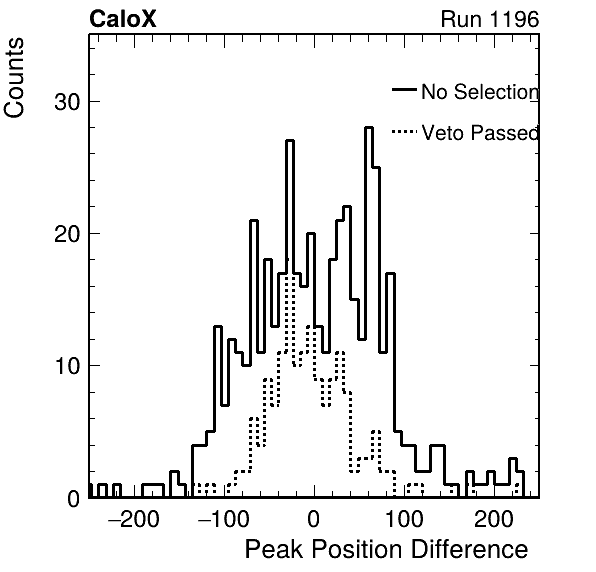 CaloX Run 1196
Counts
30
20
10
0
No Selection
Veto Passed
−200 −100 0 100 200
Peak Position Difference